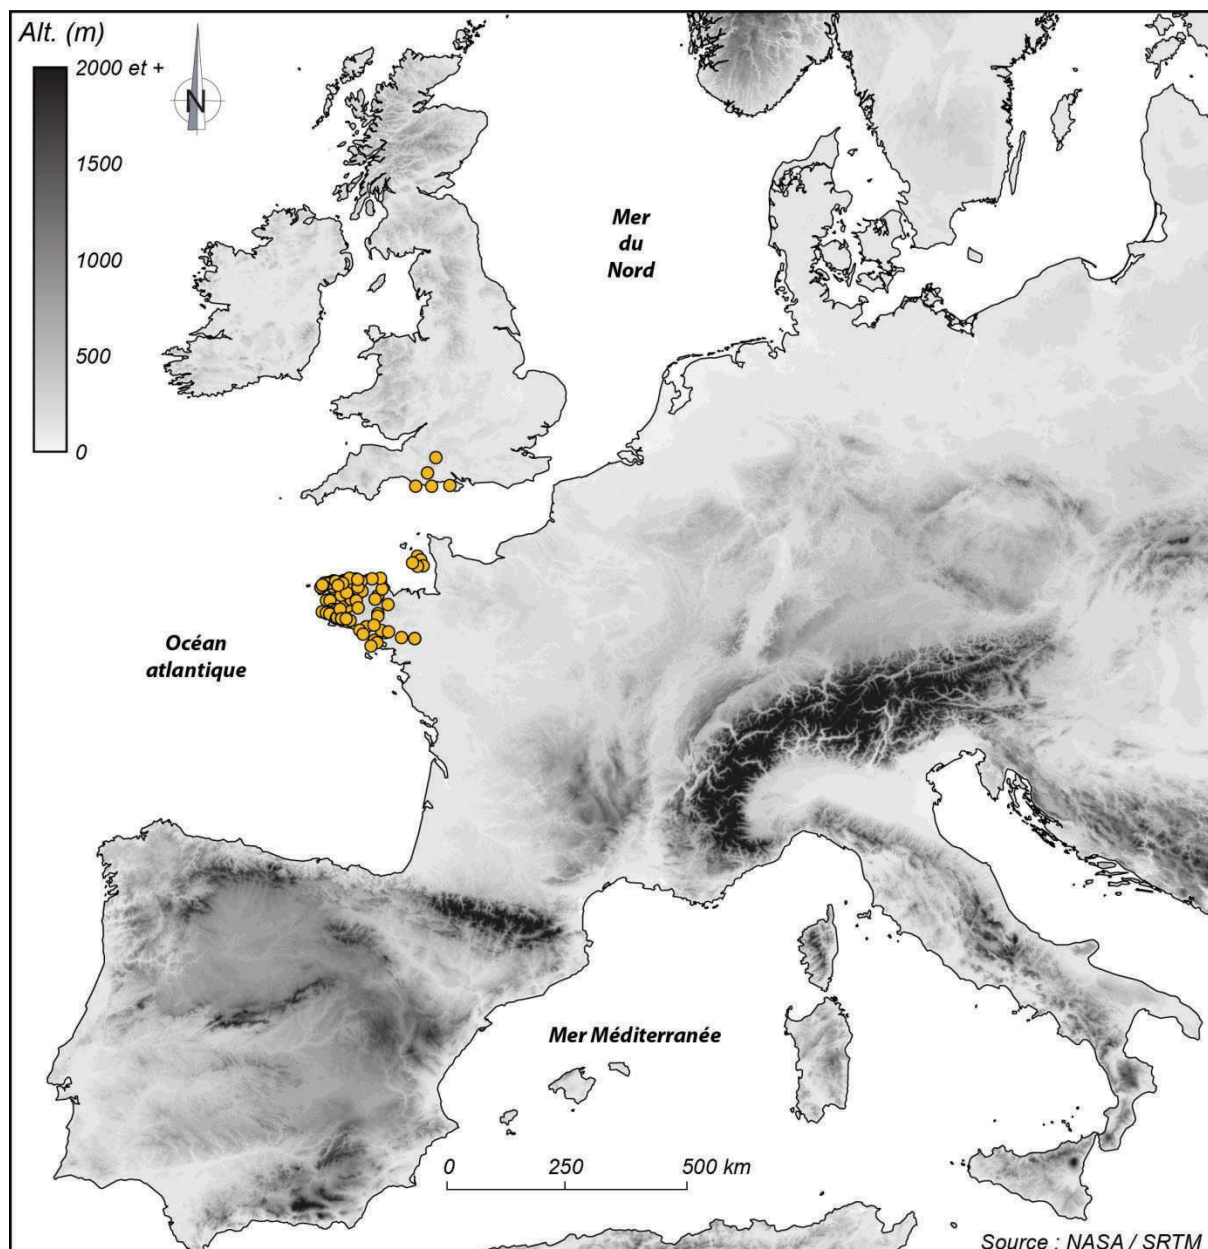 Alt. (m)
2000 et +
1500
1000
500
0
N
Mer
du
Nord
Océan
atlantique
Mer Méditerranée
0 250 500 km
Source : NASA / SRTM